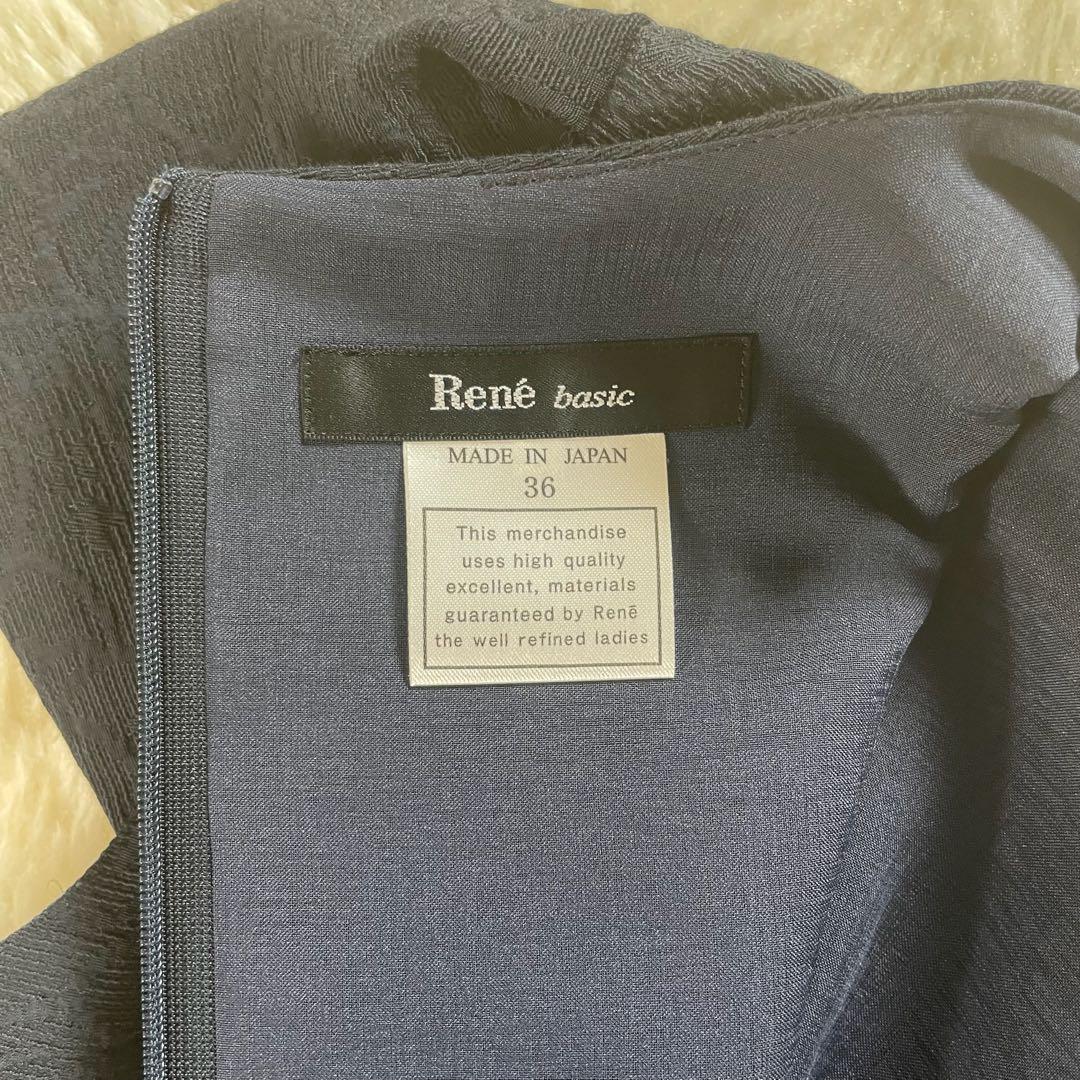 René basic
MADE IN JAPAN
36
This merchandise
uses high quality
excellent, materials
guaranteed by René
the well refined ladies